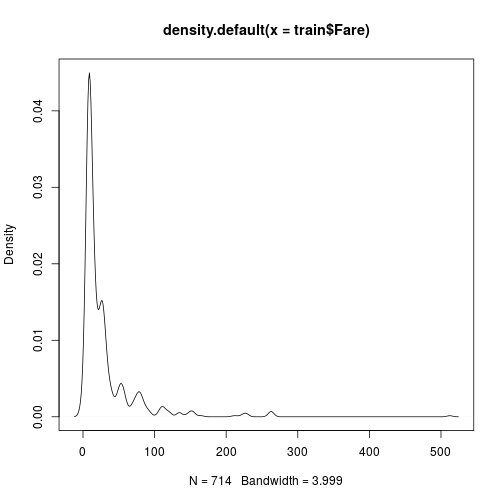 density.default(x = train$Fare)
Density
0.04
0.03
0.02
0.01
0.00
0 100 200 300 400 500
N = 714 Bandwidth = 3.999